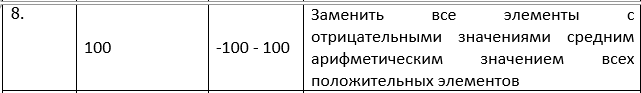 8.
100
-100 - 100
Заменить все элементы с
отрицательными значениями средним
арифметическим значением всех
положительных элементов